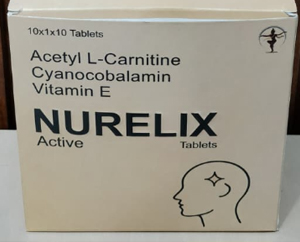 10x1x10 Tablets
Acetyl L-Carnitine
Cyanocobalamin
Vitamin E
NURELIX
Active Tablets